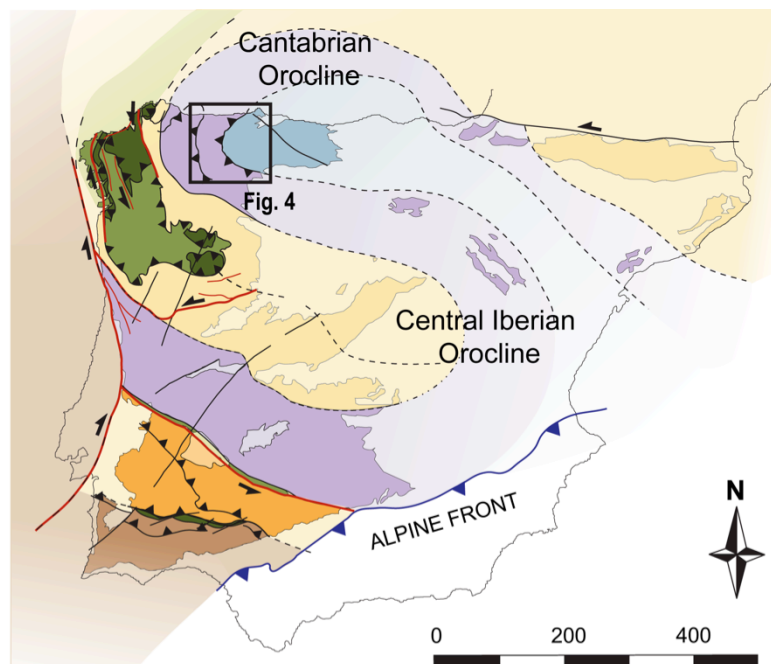 Cantabrian
Orocline
Fig. 4
Central Iberian
Orocline
ALPINE FRONT
N
0 200 400